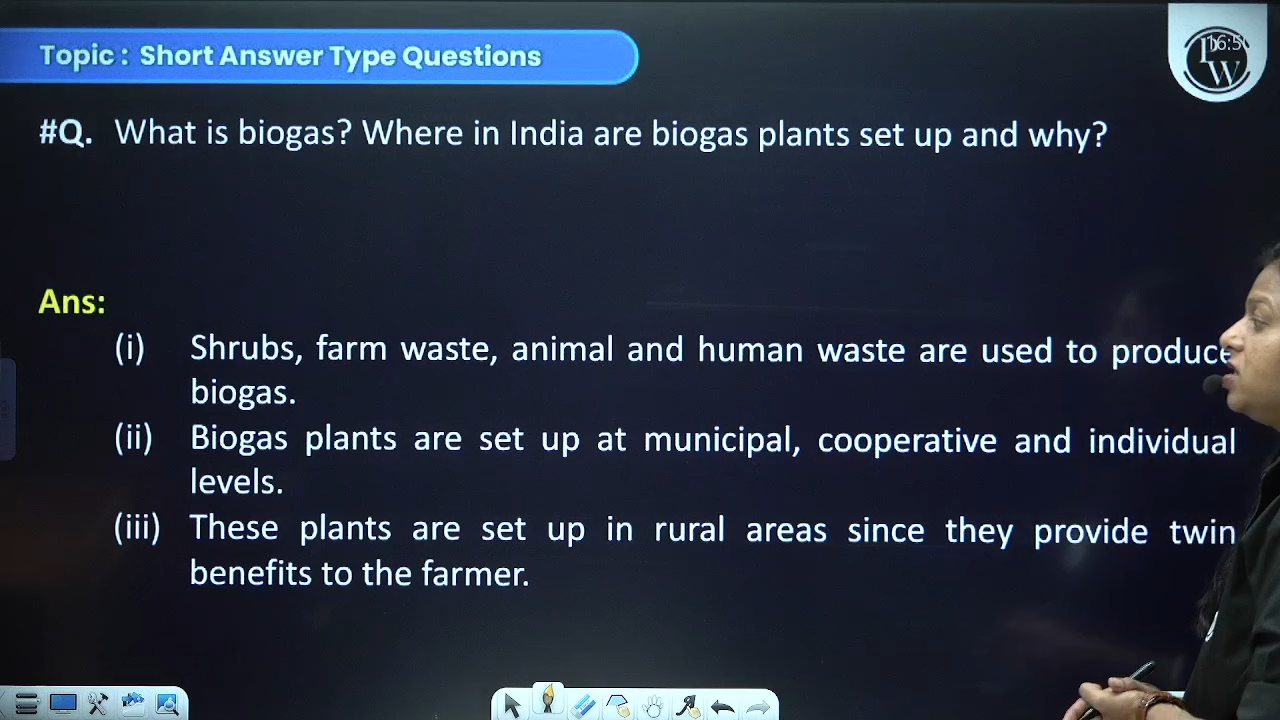 Topic : Short Answer Type Questions
16:5
PW
#Q. What is biogas? Where in India are biogas plants set up and why?
Ans:
(i) Shrubs, farm waste, animal and human waste are used to produce
biogas.
(ii) Biogas plants are set up at municipal, cooperative and individual
levels.
(iii) These plants are set up in rural areas since they provide twin
benefits to the farmer.